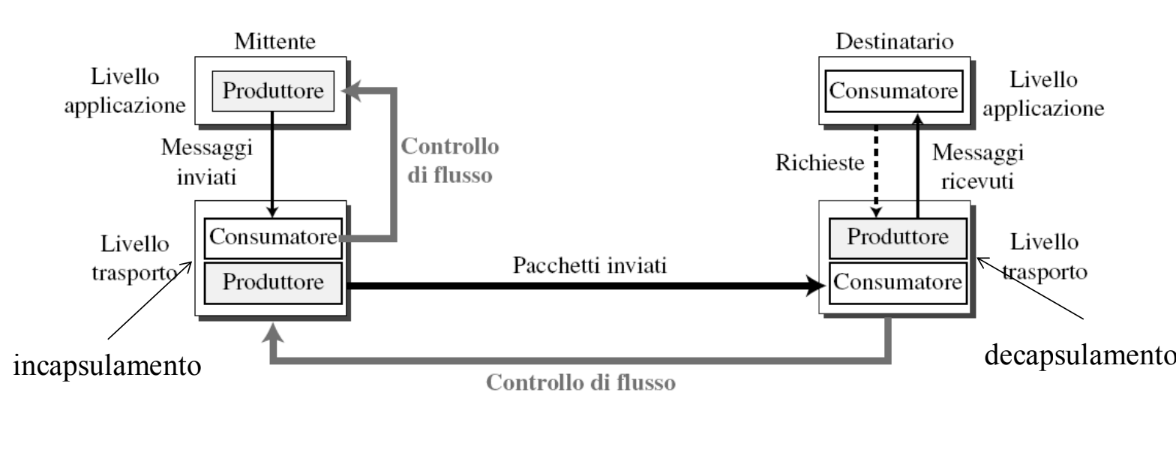 Mittente
Destinatario
Livello
applicazione
Produttore
Consumatore
Livello
applicazione
Messaggi
inviati
Controllo
di flusso
Richieste
Messaggi
ricevuti
Livello
trasporto
Consumatore
Produttore
Pacchetti inviati
Produttore
Consumatore
Livello
trasporto
incapsulamento
decapsulamento
Controllo di flusso